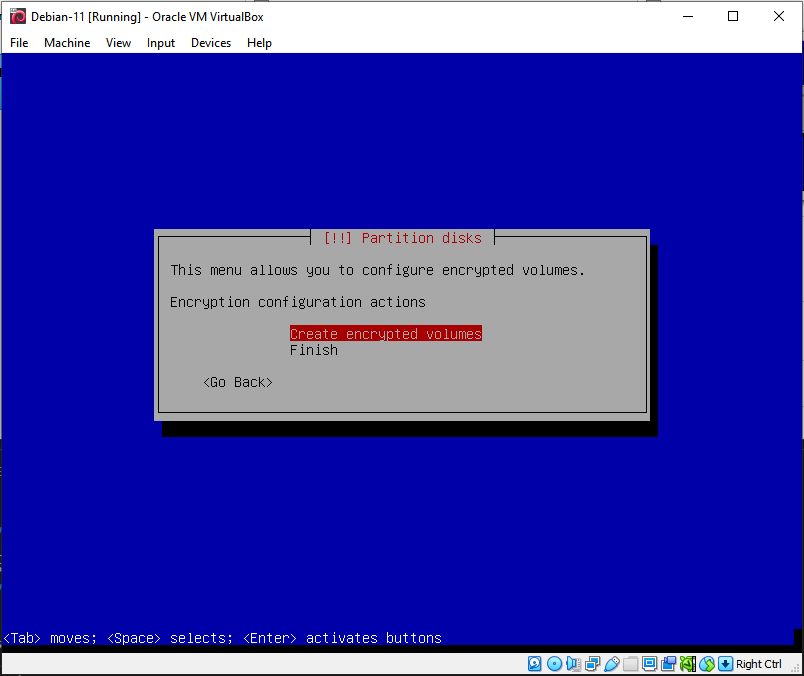 Debian-11 [Running] - Oracle VM VirtualBox
File Machine View Input Devices Help
[!!] Partition disks
This menu allows you to configure encrypted volumes.
Encryption configuration actions
Create encrypted volumes
Finish
<Go Back>
<Tab> moves; <Space> selects; <Enter> activates buttons
Right Ctrl